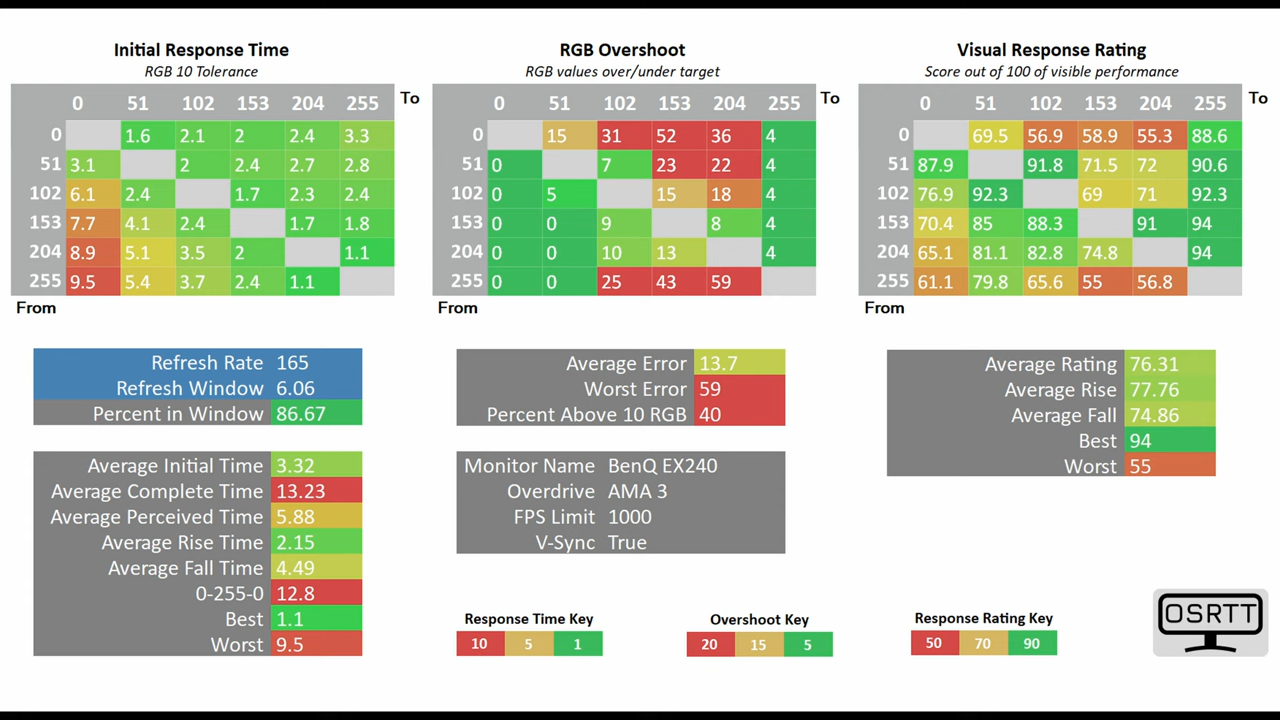 Initial Response Time
RGB 10 Tolerance
0 51 102 153 204 255 To
0 1.6 2.1 2 2.4 3.3
51 3.1 2 2.4 2.7 2.8
102 6.1 2.4 1.7 2.3 2.4
153 7.7 4.1 2.4 1.7 1.8
204 8.9 5.1 3.5 2 1.1
255 9.5 5.4 3.7 2.4 1.1
From
RGB Overshoot
RGB values over/under target
0 51 102 153 204 255 To
0 15 31 52 36 4
51 0 7 23 22 4
102 0 5 15 18 4
153 0 0 9 8 4
204 0 0 10 13 4
255 0 0 25 43 59
From
Visual Response Rating
Score out of 100 of visible performance
0 51 102 153 204 255 To
0 69.5 56.9 58.9 55.3 88.6
51 87.9 91.8 71.5 72 90.6
102 76.9 92.3 69 71 92.3
153 70.4 85 88.3 91 94
204 65.1 81.1 82.8 74.8 94
255 61.1 79.8 65.6 55 56.8
From
Refresh Rate 165
Refresh Window 6.06
Percent in Window 86.67
Average Initial Time 3.32
Average Complete Time 13.23
Average Perceived Time 5.88
Average Rise Time 2.15
Average Fall Time 4.49
0-255-0 12.8
Best 1.1
Worst 9.5
Average Error 13.7
Worst Error 59
Percent Above 10 RGB 40
Monitor Name BenQ EX240
Overdrive AMA 3
FPS Limit 1000
V-Sync True
Average Rating 76.31
Average Rise 77.76
Average Fall 74.86
Best 94
Worst 55
Response Time Key
10 5 1
Overshoot Key
20 15 5
Response Rating Key
50 70 90
OSRTT